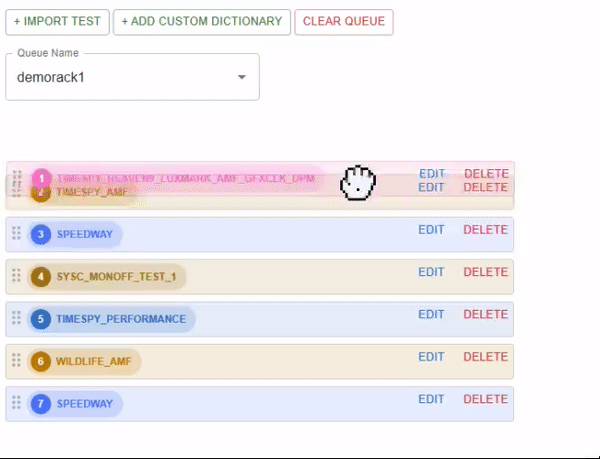 + IMPORT TEST
+ ADD CUSTOM DICTIONARY
CLEAR QUEUE
Queue Name
demorack1
1 TIMESPY_HEAVEN9_LUXMARK_AMF_GFXCLK_DPM EDIT DELETE
2 TIMESPY_AMF EDIT DELETE
3 SPEEDWAY EDIT DELETE
4 SYSC_MONOFF_TEST_1 EDIT DELETE
5 TIMESPY_PERFORMANCE EDIT DELETE
6 WILDLIFE_AMF EDIT DELETE
7 SPEEDWAY EDIT DELETE